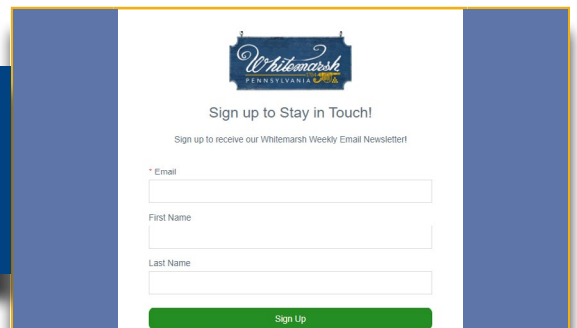 Whitemarsh
PENNSYLVANIA
Sign up to Stay in Touch!
Sign up to receive our Whitemarsh Weekly Email Newsletter!
* Email
First Name
Last Name
Sign Up